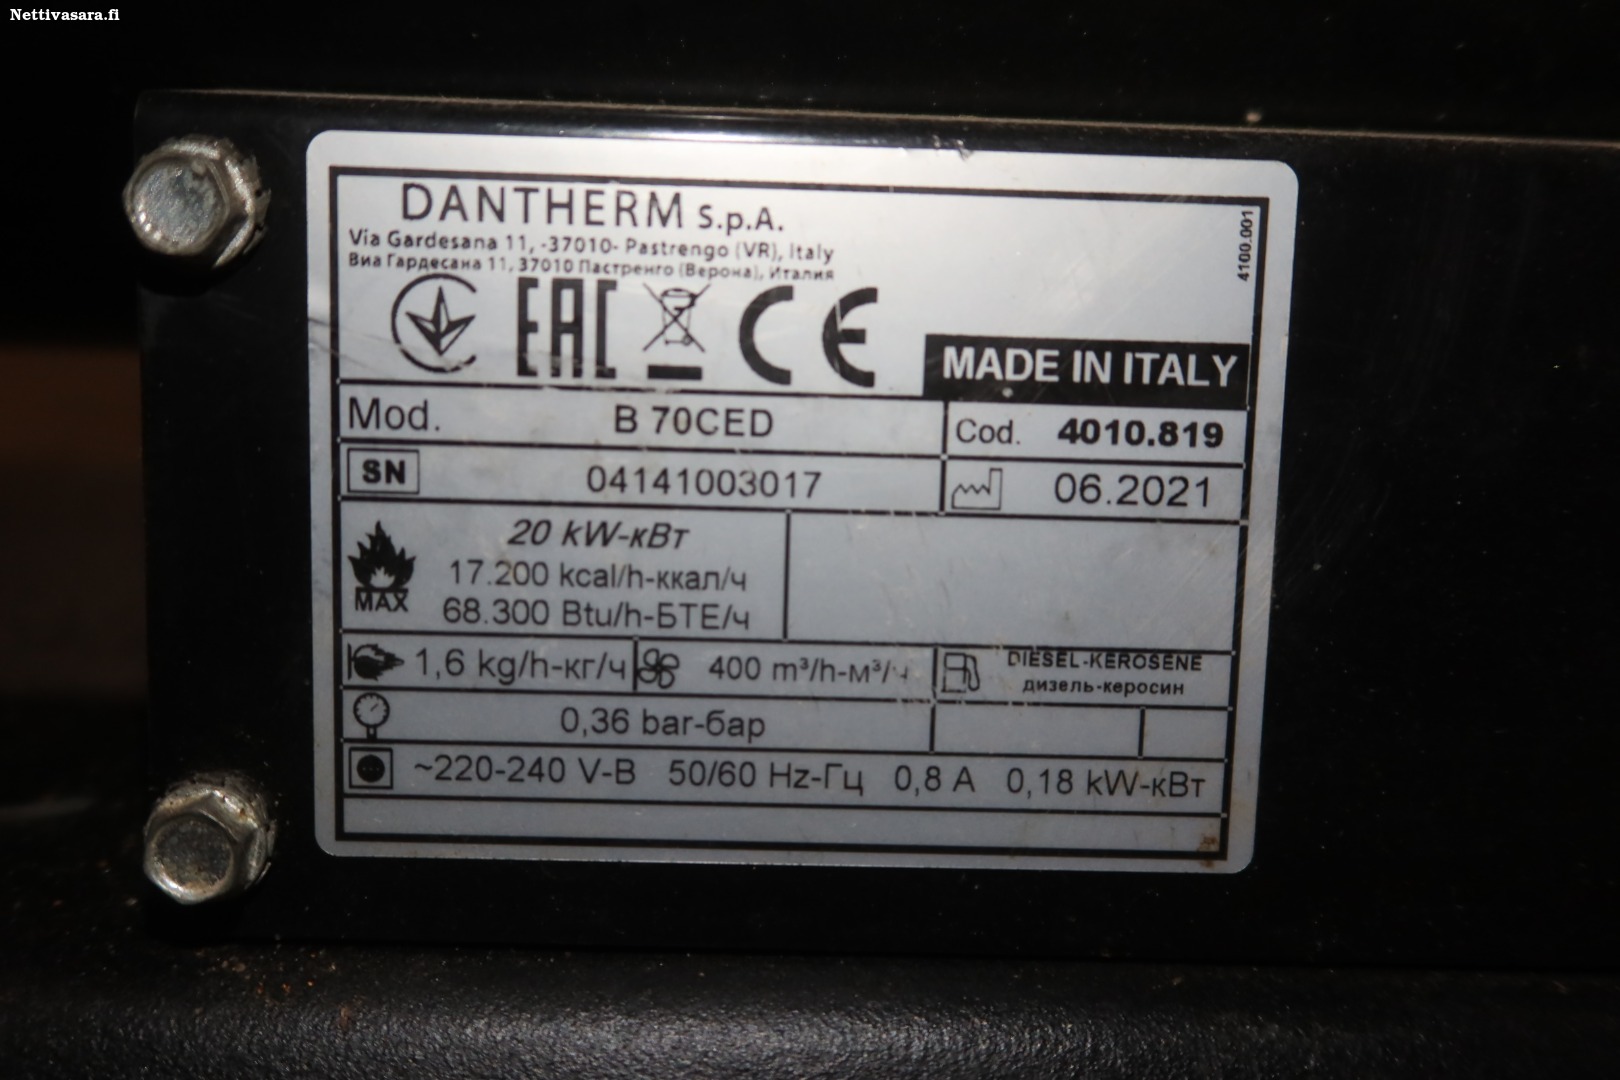 Nettivasara.fi
DANTHERM S.p.A.
Via Gardesana 11, -37010- Pastrengo (VR), Italy
Виа Гардесана 11, 37010 Пастренго (Верона), Италия
4100.001
EAC CE
MADE IN ITALY
Mod. B 70CED Cod. 4010.819
SN 04141003017 06.2021
20 kW-кВт
17.200 kcal/h-ккал/ч
MAX 68.300 Btu/h-БТЕ/ч
1,6 kg/h-кг/ч 400 m³/h-м³/ч DIESEL-KEROSENE
дизель-керосин
0,36 bar-бар
~220-240 V-В 50/60 Hz-Гц 0,8 A 0,18 kW-кВт